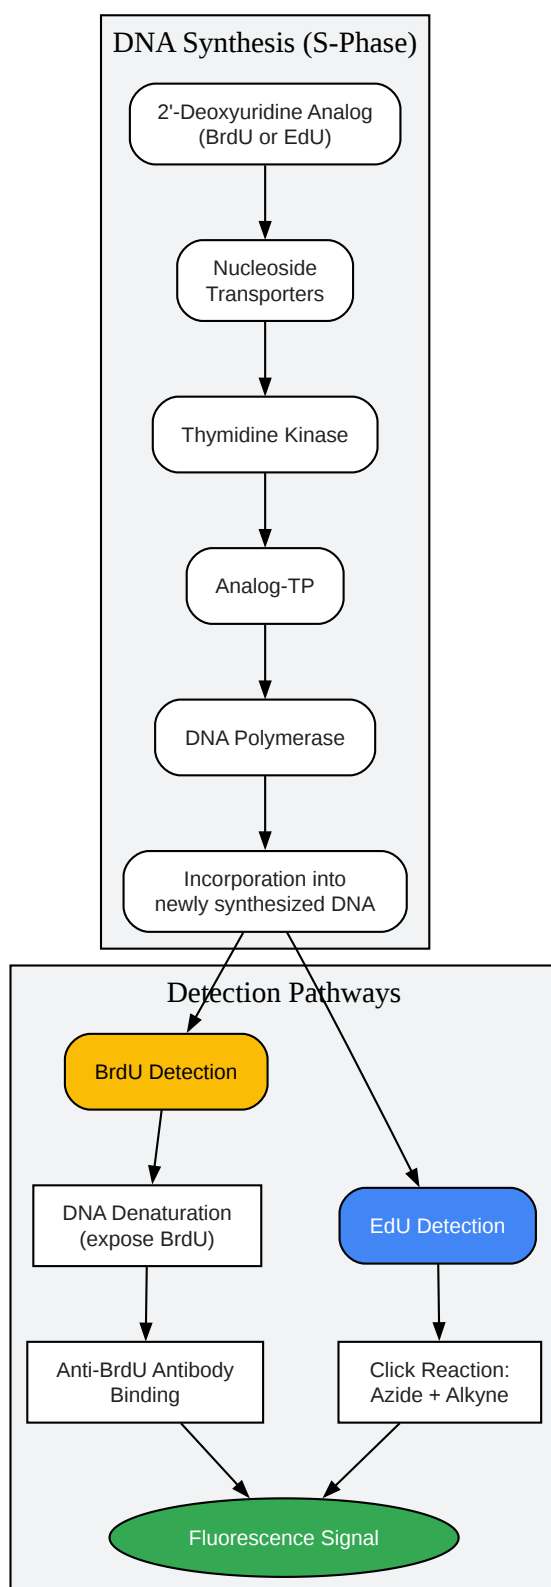 DNA Synthesis (S-Phase)
2'-Deoxyuridine Analog
(BrdU or EdU)
Nucleoside
Transporters
Thymidine Kinase
Analog-TP
DNA Polymerase
Incorporation into
newly synthesized DNA
Detection Pathways
BrdU Detection
DNA Denaturation
(expose BrdU)
EdU Detection
Anti-BrdU Antibody
Binding
Click Reaction:
Azide + Alkyne
Fluorescence Signal